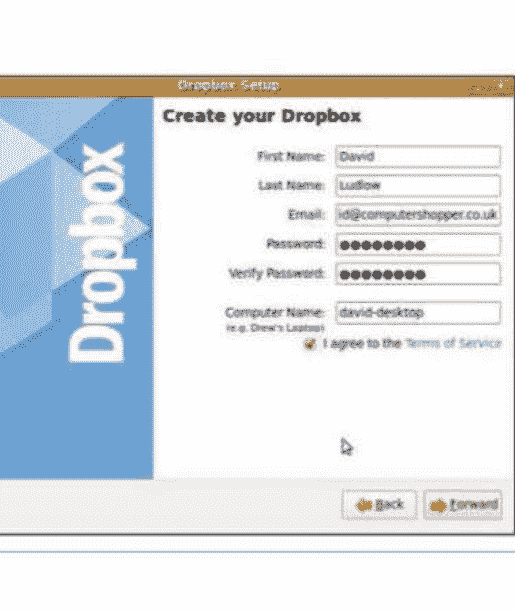 Dropbox Setup
Dropbox
Create your Dropbox
First Name: David
Last Name: Ludlow
Email: id@computershopper.co.uk
Password: ●●●●●●●●
Verify Password: ●●●●●●●●
Computer Name: david-desktop
(e.g. Drew's Laptop)
I agree to the Terms of Service
Back Forward